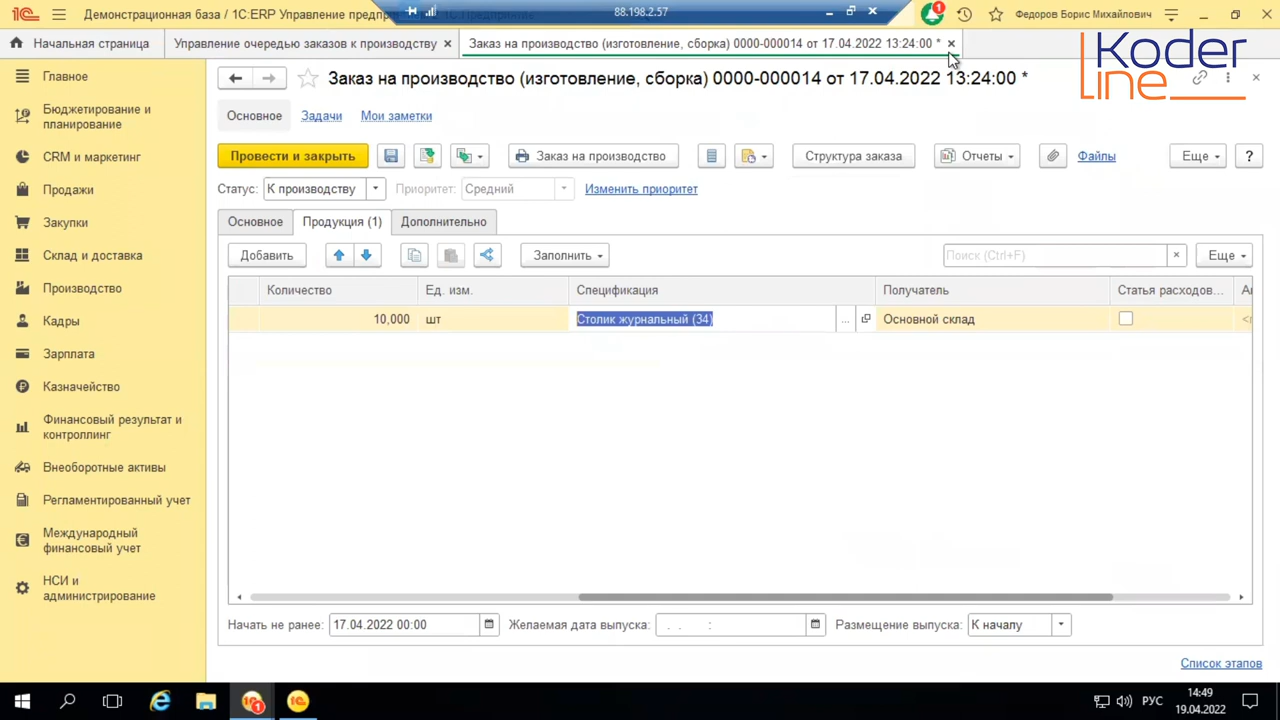 Демонстрационная база / 1С:ERP Управление предпр
88.198.2.57
1
Федоров Борис Михайлович
Начальная страница
Управление очередью заказов к производству
Заказ на производство (изготовление, сборка) 0000-000014 от 17.04.2022 13:24:00 *
Koder
line
Главное
Бюджетирование и
планирование
CRM и маркетинг
Продажи
Закупки
Склад и доставка
Производство
Кадры
Зарплата
Казначейство
Финансовый результат и
контроллинг
Внеоборотные активы
Регламентированный учет
Международный
финансовый учет
НСИ и
администрирование
Заказ на производство (изготовление, сборка) 0000-000014 от 17.04.2022 13:24:00 *
Основное Задачи Мои заметки
Провести и закрыть Заказ на производство Структура заказа Отчеты Файлы Еще ?
Статус: К производству Приоритет: Средний Изменить приоритет
Основное Продукция (1) Дополнительно
Добавить Заполнить Поиск (Ctrl+F) × Еще
Количество Ед. изм. Спецификация Получатель Статья расходов...
10,000 шт Столик журнальный (34) ... Основной склад
Начать не ранее: 17.04.2022 00:00 Желаемая дата выпуска: . . : Размещение выпуска: К началу
Список этапов
РУС
14:49
19.04.2022